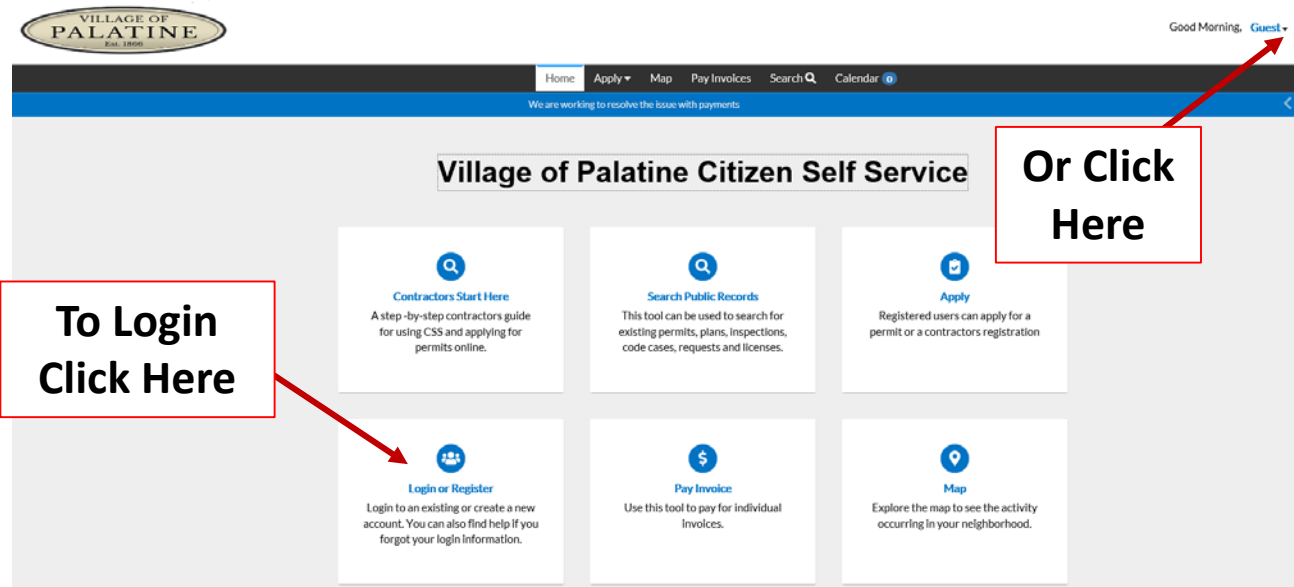 VILLAGE OF
PALATINE
Est. 1866
Good Morning, Guest
Home Apply Map Pay Invoices Search Calendar 0
We are working to resolve the issue with payments
Village of Palatine Citizen Self Service
Or Click
Here
Contractors Start Here
A step -by-step contractors guide
for using CSS and applying for
permits online.
Search Public Records
This tool can be used to search for
existing permits, plans, inspections,
code cases, requests and licenses.
Apply
Registered users can apply for a
permit or a contractors registration
To Login
Click Here
Login or Register
Login to an existing or create a new
account. You can also find help if you
forgot your login information.
$
Pay Invoice
Use this tool to pay for individual
invoices.
Map
Explore the map to see the activity
occurring in your neighborhood.